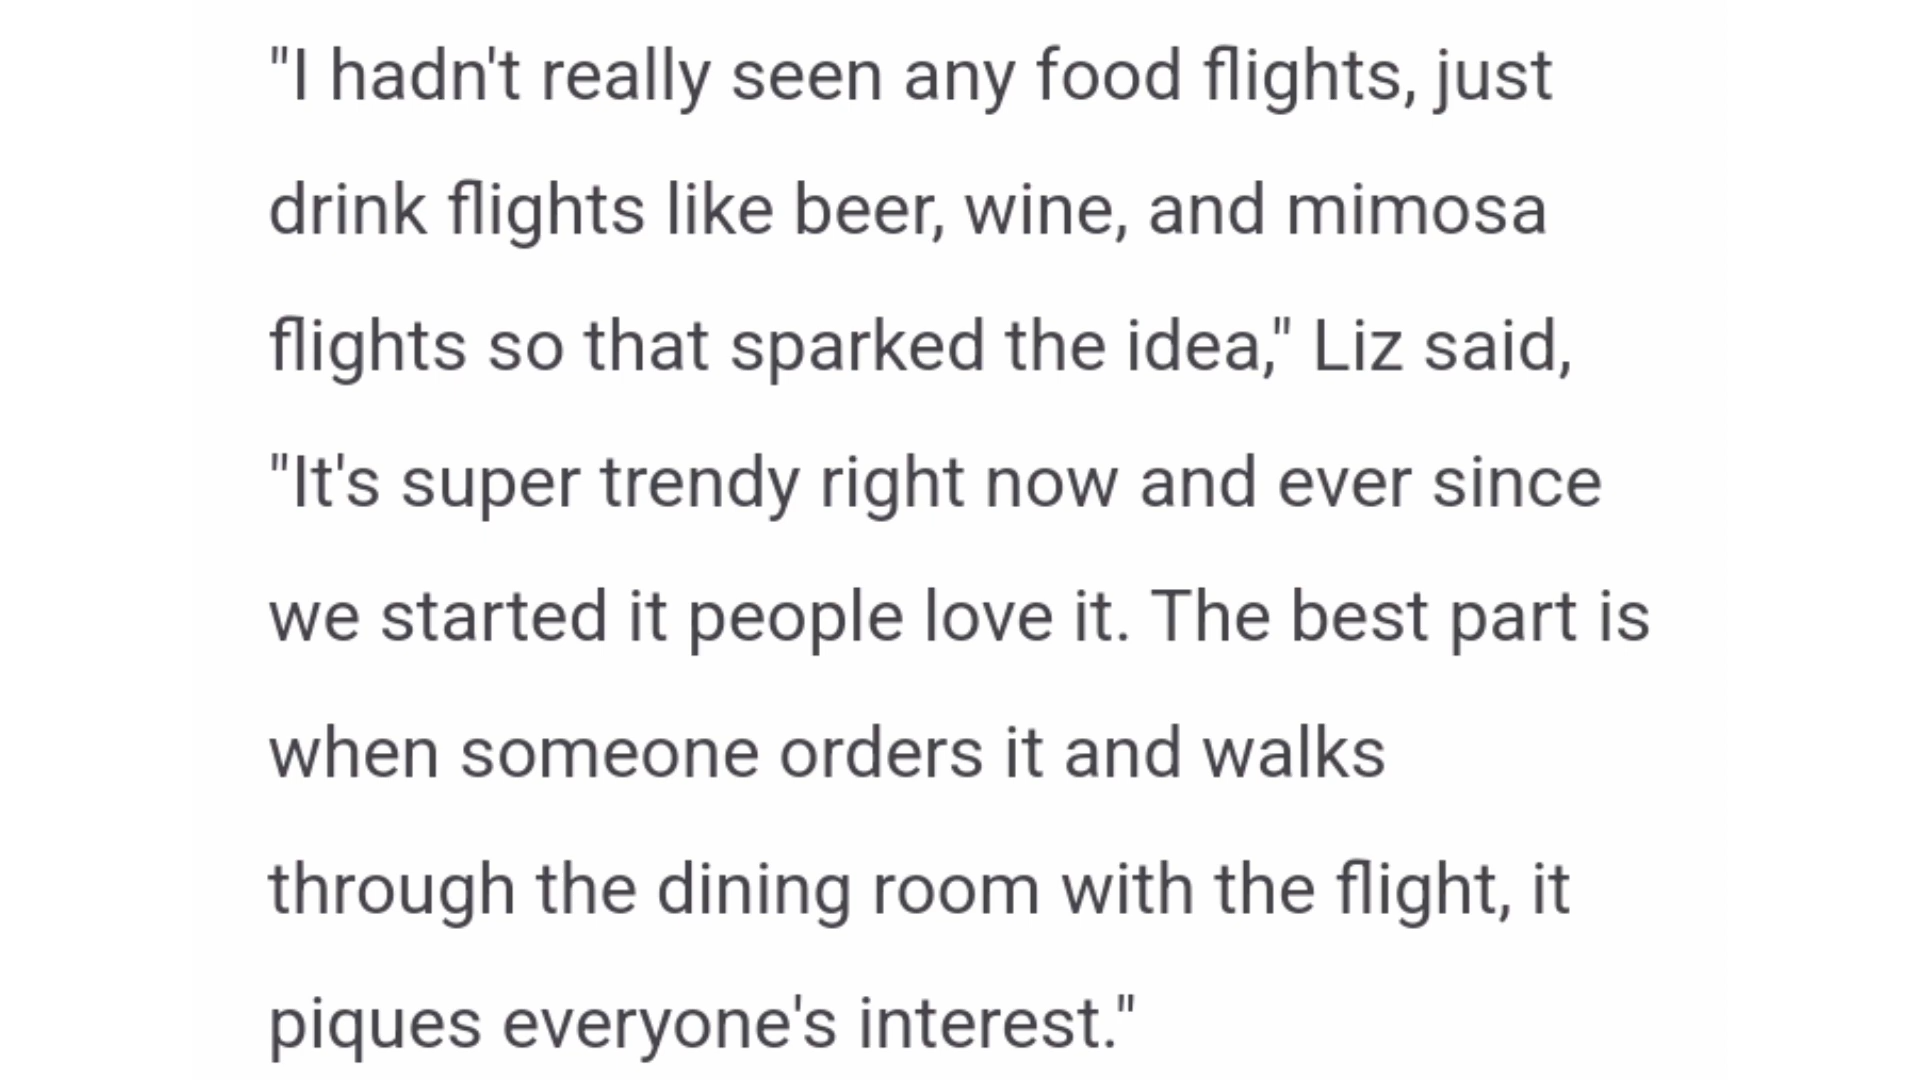 "I hadn't really seen any food flights, just
drink flights like beer, wine, and mimosa
flights so that sparked the idea," Liz said,
"It's super trendy right now and ever since
we started it people love it. The best part is
when someone orders it and walks
through the dining room with the flight, it
piques everyone's interest."